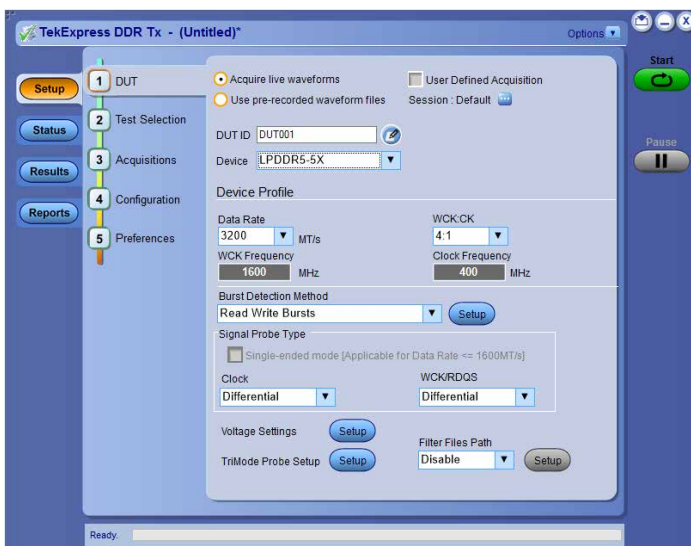 TekExpress DDR Tx - (Untitled)*
Options
Start
Setup
Status
Results
Reports
Pause
1 DUT
2 Test Selection
3 Acquisitions
4 Configuration
5 Preferences
Acquire live waveforms
User Defined Acquisition
Use pre-recorded waveform files
Session : Default
DUT ID DUT001
Device LPDDR5-5X
Device Profile
Data Rate
WCK:CK
3200 MT/s
4:1
WCK Frequency
Clock Frequency
1600 MHz
400 MHz
Burst Detection Method
Read Write Bursts
Setup
Signal Probe Type
Single-ended mode [Applicable for Data Rate <= 1600MT/s]
Clock
WCK/RDQS
Differential
Differential
Voltage Settings Setup
Filter Files Path
TriMode Probe Setup Setup
Disable
Setup
Ready.